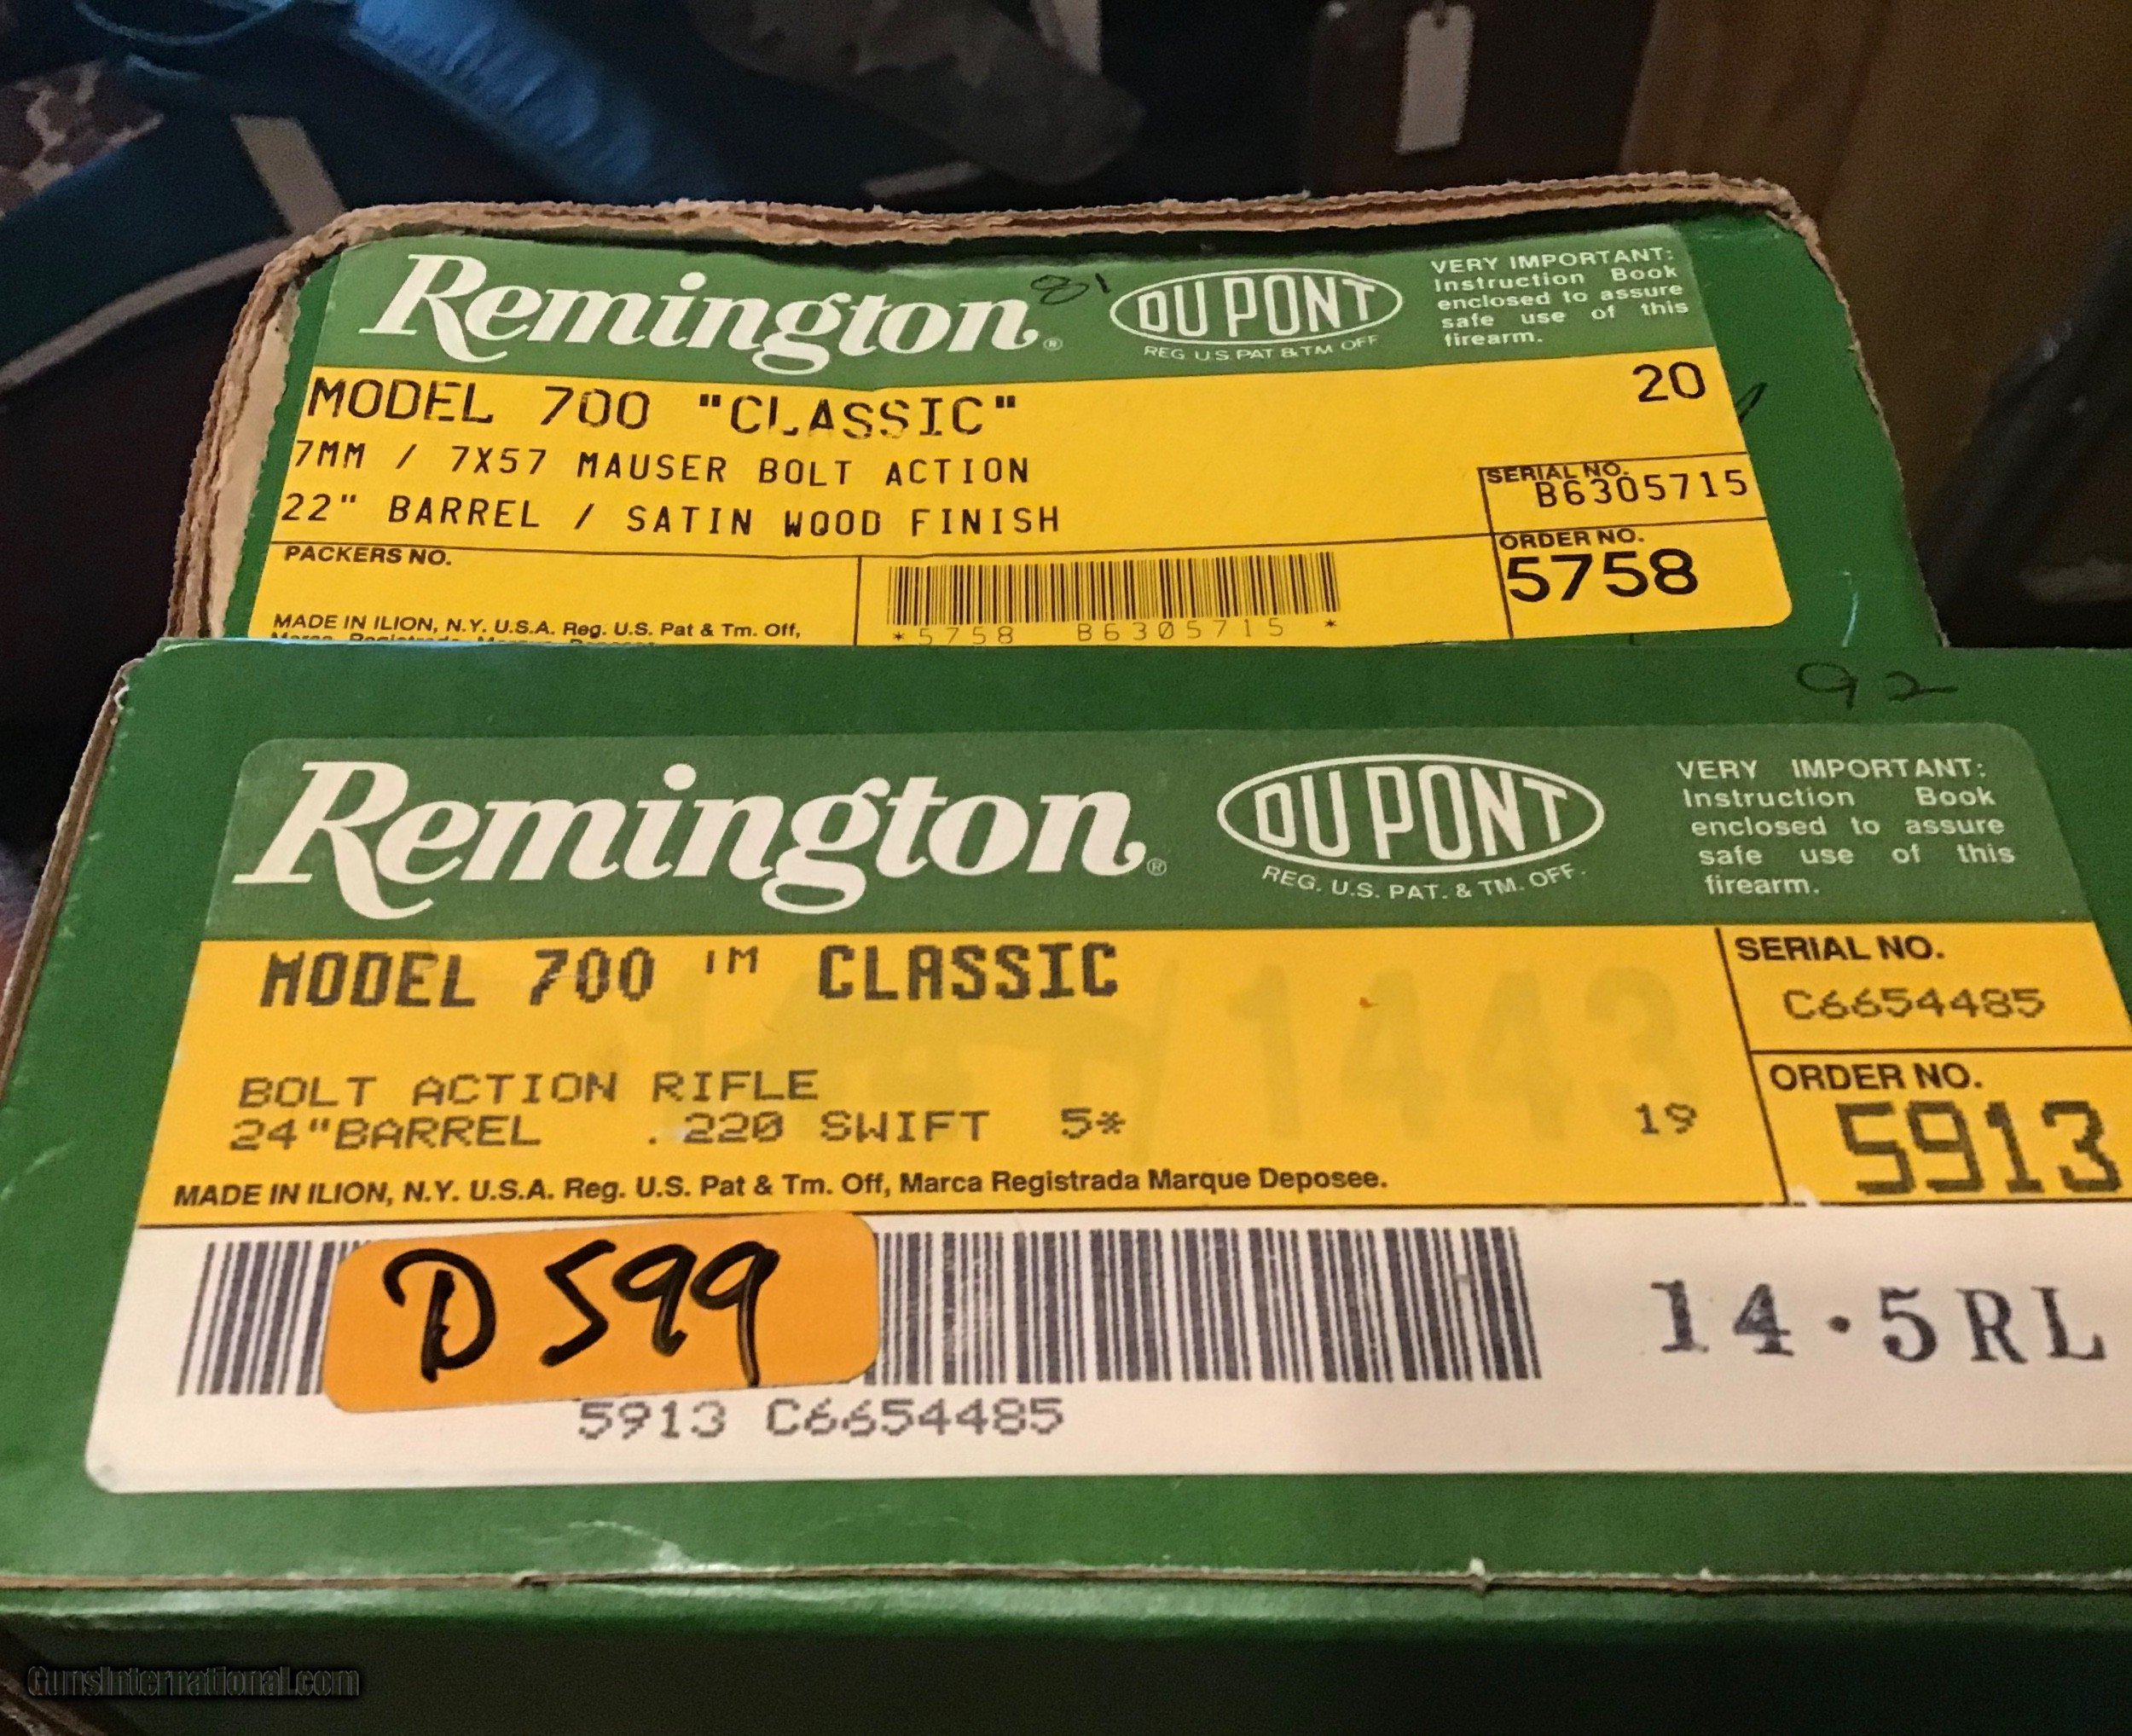 Remington®
81
DU PONT
REG. U.S. PAT & TM OFF
VERY IMPORTANT:
Instruction Book
enclosed to assure
safe use of this
firearm.
MODEL 700 "CLASSIC"
20
7MM / 7X57 MAUSER BOLT ACTION
22" BARREL / SATIN WOOD FINISH
SERIAL NO.
B6305715
ORDER NO.
5758
PACKERS NO.
MADE IN ILION, N.Y. U.S.A. Reg. U.S. Pat & Tm. Off,
*5758 B6305715 *
92
Remington®
DU PONT
REG. U.S. PAT. & TM. OFF.
VERY IMPORTANT:
Instruction Book
enclosed to assure
safe use of this
firearm.
MODEL 700 ™ CLASSIC
1443
SERIAL NO.
C6654485
BOLT ACTION RIFLE
24"BARREL .220 SWIFT 5*
19
ORDER NO.
5913
MADE IN ILION, N.Y. U.S.A. Reg. U.S. Pat & Tm. Off, Marca Registrada Marque Deposee.
D 599
14·5RL
5913 C6654485
GunsInternational.com